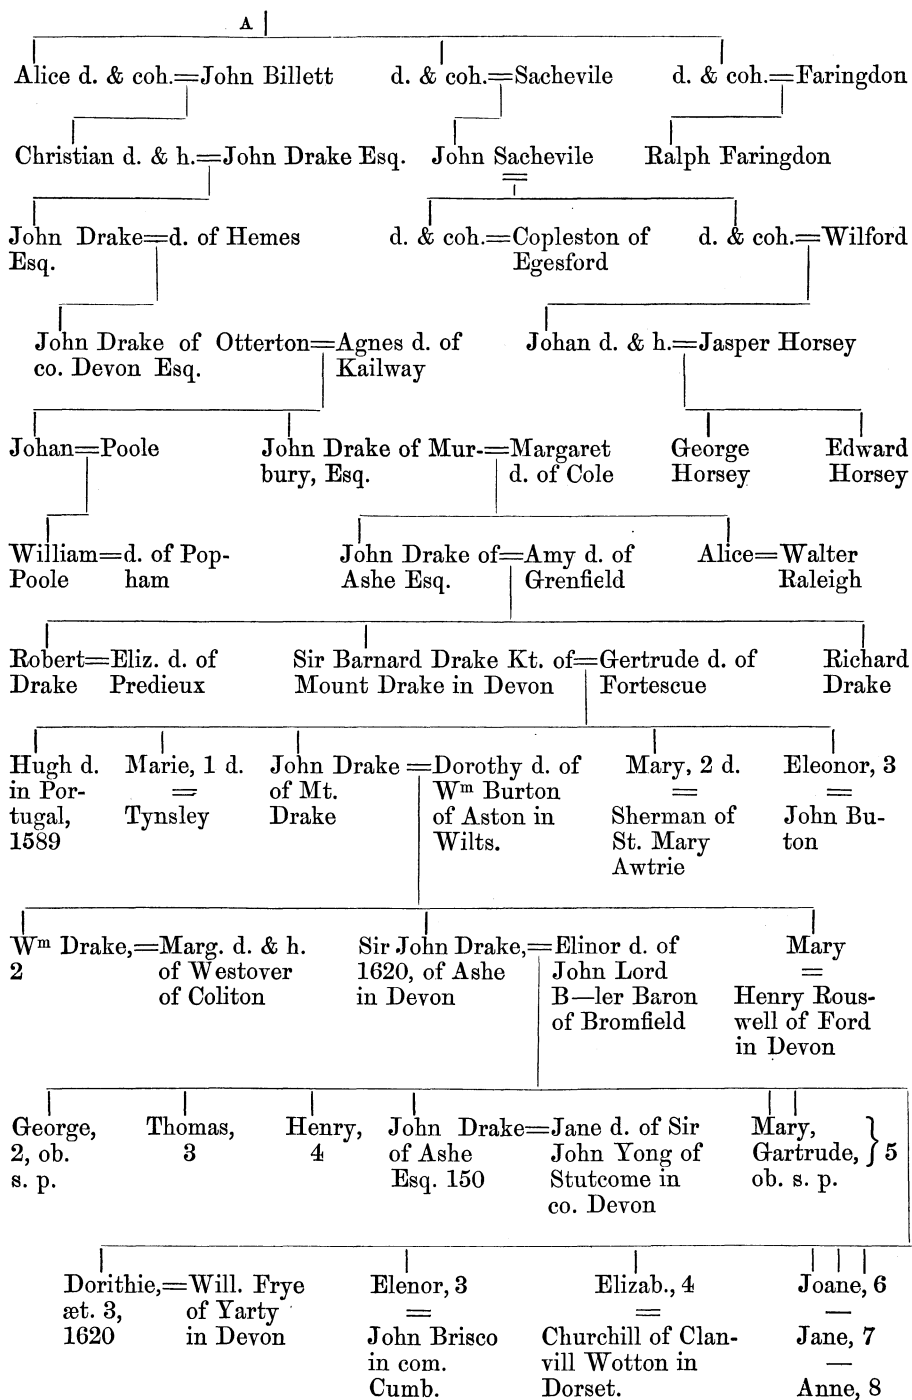 A
Alice d. & coh.=John Billett d. & coh.=Sachevile d. & coh.=Faringdon
Christian d. & h.=John Drake Esq. John Sachevile Ralph Faringdon
=
John Drake=d. of Hemes d. & coh.=Copleston of d. & coh.=Wilford
Esq. Egesford
John Drake of Otterton=Agnes d. of Johan d. & h.=Jasper Horsey
co. Devon Esq. Kailway
Johan=Poole John Drake of Mur-=Margaret George Edward
bury, Esq. d. of Cole Horsey Horsey
William=d. of Pop- John Drake of=Amy d. of Alice=Walter
Poole ham Ashe Esq. Grenfield Raleigh
Robert=Eliz. d. of Sir Barnard Drake Kt. of=Gertrude d. of Richard
Drake Predieux Mount Drake in Devon Fortescue Drake
Hugh d. Marie, 1 d. John Drake =Dorothy d. of Mary, 2 d. Eleonor, 3
in Por- = of Mt. Wm Burton = =
tugal, Tynsley Drake of Aston in Sherman of John Bu-
1589 Wilts. St. Mary ton
Awtrie
Wm Drake,=Marg. d. & h. Sir John Drake,=Elinor d. of Mary
2 of Westover 1620, of Ashe John Lord =
of Coliton in Devon B—ler Baron Henry Rous-
of Bromfield well of Ford
in Devon
George, Thomas, Henry, John Drake=Jane d. of Sir Mary,
2, ob. 3 4 of Ashe John Yong of Gartrude, } 5
s. p. Esq. 150 Stutcome in ob. s. p.
co. Devon
Dorithie,=Will. Frye Elenor, 3 Elizab., 4 Joane, 6
æt. 3, of Yarty = = —
1620 in Devon John Brisco Churchill of Clan- Jane, 7
in com. vill Wotton in —
Cumb. Dorset. Anne, 8